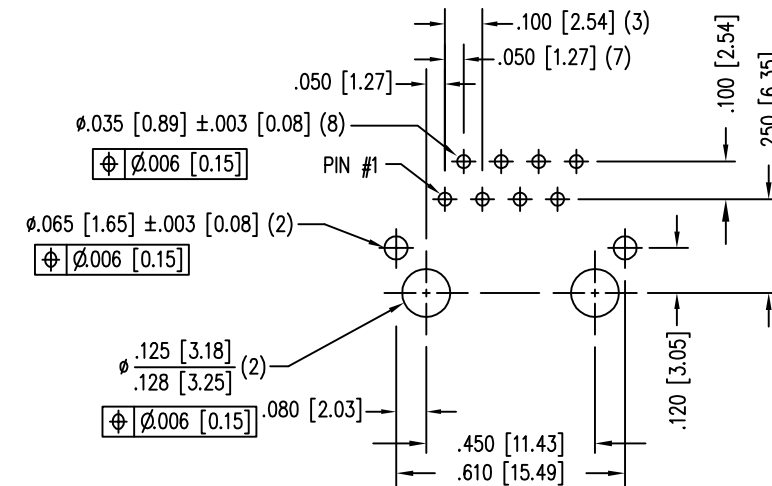 .100 [2.54] (3)
.050 [1.27] (7)
.050 [1.27]
.100 [2.54]
.250 [6.35]
ø.035 [0.89] ±.003 [0.08] (8)
⌖ Ø.006 [0.15]
PIN #1
ø.065 [1.65] ±.003 [0.08] (2)
⌖ Ø.006 [0.15]
ø .125 [3.18]
.128 [3.25] (2)
⌖ Ø.006 [0.15]
.080 [2.03]
.120 [3.05]
.450 [11.43]
.610 [15.49]